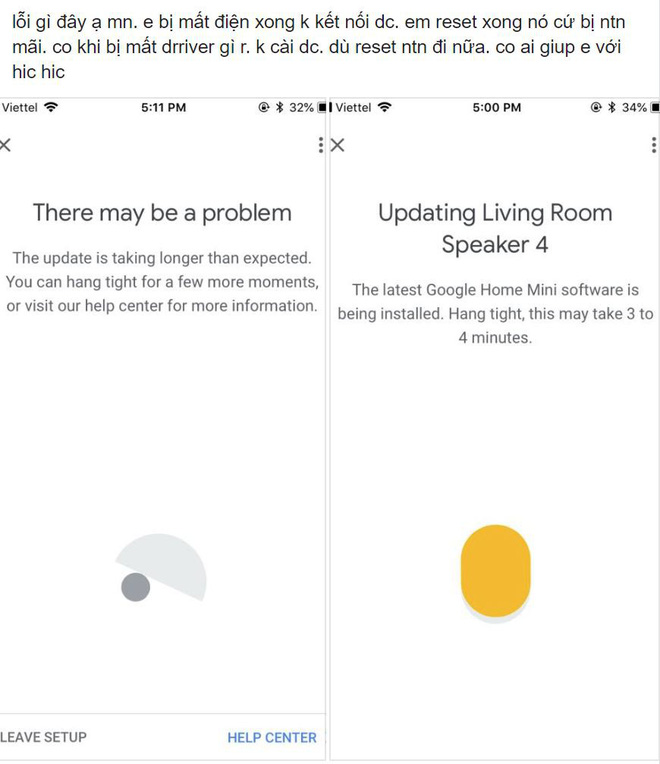 lỗi gì đây ạ mn. e bị mất điện xong k kết nối dc. em reset xong nó cứ bị ntn
mãi. co khi bị mất drriver gì r. k cài dc. dù reset ntn đi nữa. co ai giup e với
hic hic
Viettel 5:11 PM 32%
There may be a problem
The update is taking longer than expected.
You can hang tight for a few more moments,
or visit our help center for more information.
LEAVE SETUP HELP CENTER
Viettel 5:00 PM 34%
Updating Living Room
Speaker 4
The latest Google Home Mini software is
being installed. Hang tight, this may take 3 to
4 minutes.